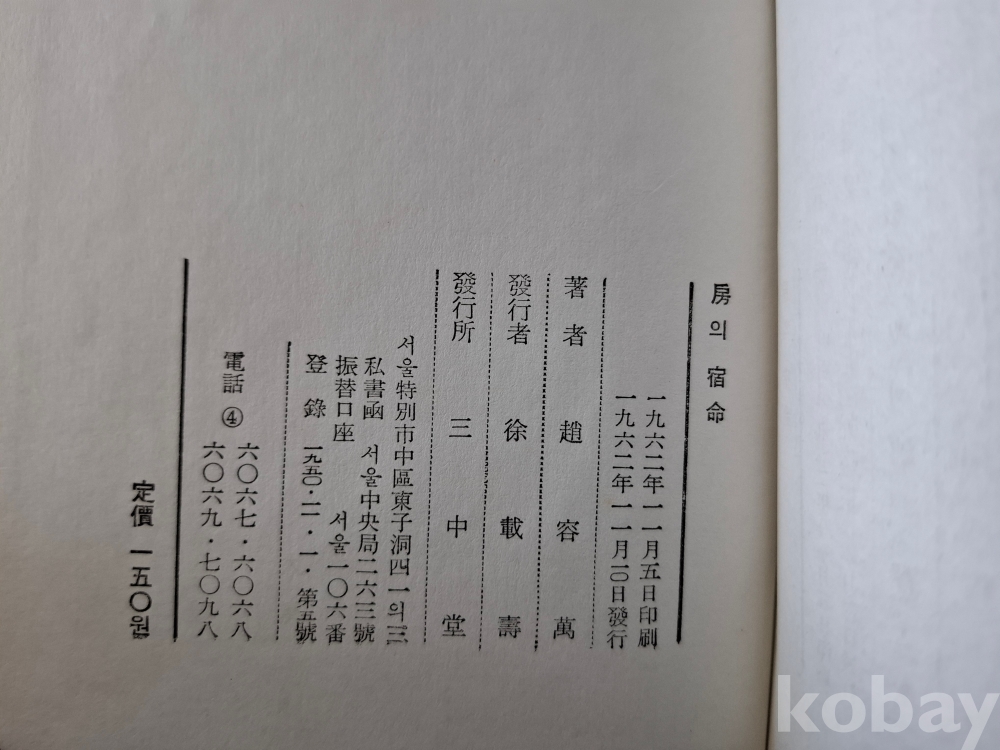 房의 宿命
一九六二年一一月五日印刷
一九六二年一一月一〇日發行
著者 趙容萬
發行者 徐載壽
發行所 三中堂
서울特別市中區東子洞四一의三
私書函 서울中央局二六三號
振替口座 서울一〇六番
登錄 一九五〇·一一·一· 第五號
電話 ④ 六〇六七·六〇六八
六〇六九·七〇九八
定價 一五〇원
kobay